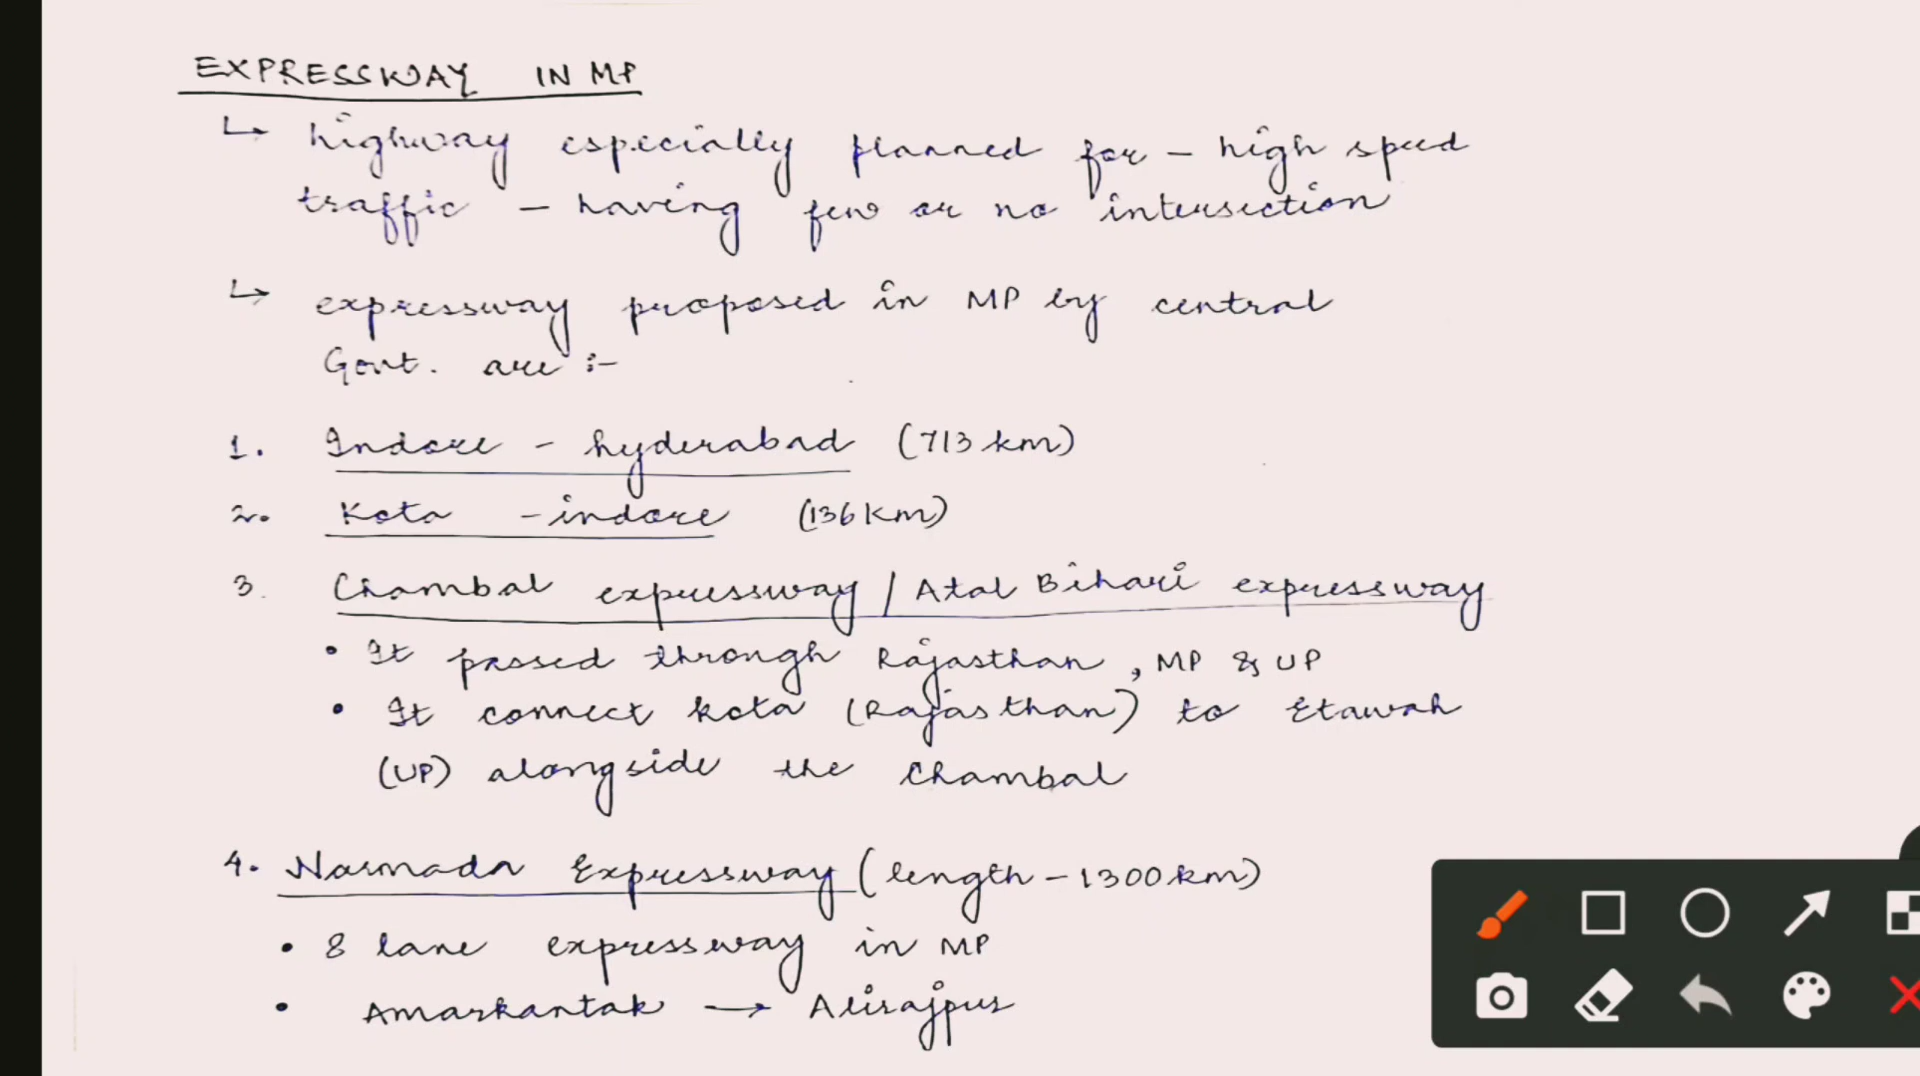 EXPRESSWAY IN MP
↳ highway especially planned for - high speed
traffic - having few or no intersection
↳ expressway proposed in MP by central
Govt. are :-
1. Indore - hyderabad (713 km)
2. Kota - indore (136 km)
3. Chambal expressway / Atal Bihari expressway
• It passed through Rajasthan, MP & UP
• It connect kota (Rajasthan) to Etawah
(UP) alongside the Chambal
4. Narmada Expressway (length - 1300 km)
• 8 lane expressway in MP
• Amarkantak → Alirajpur